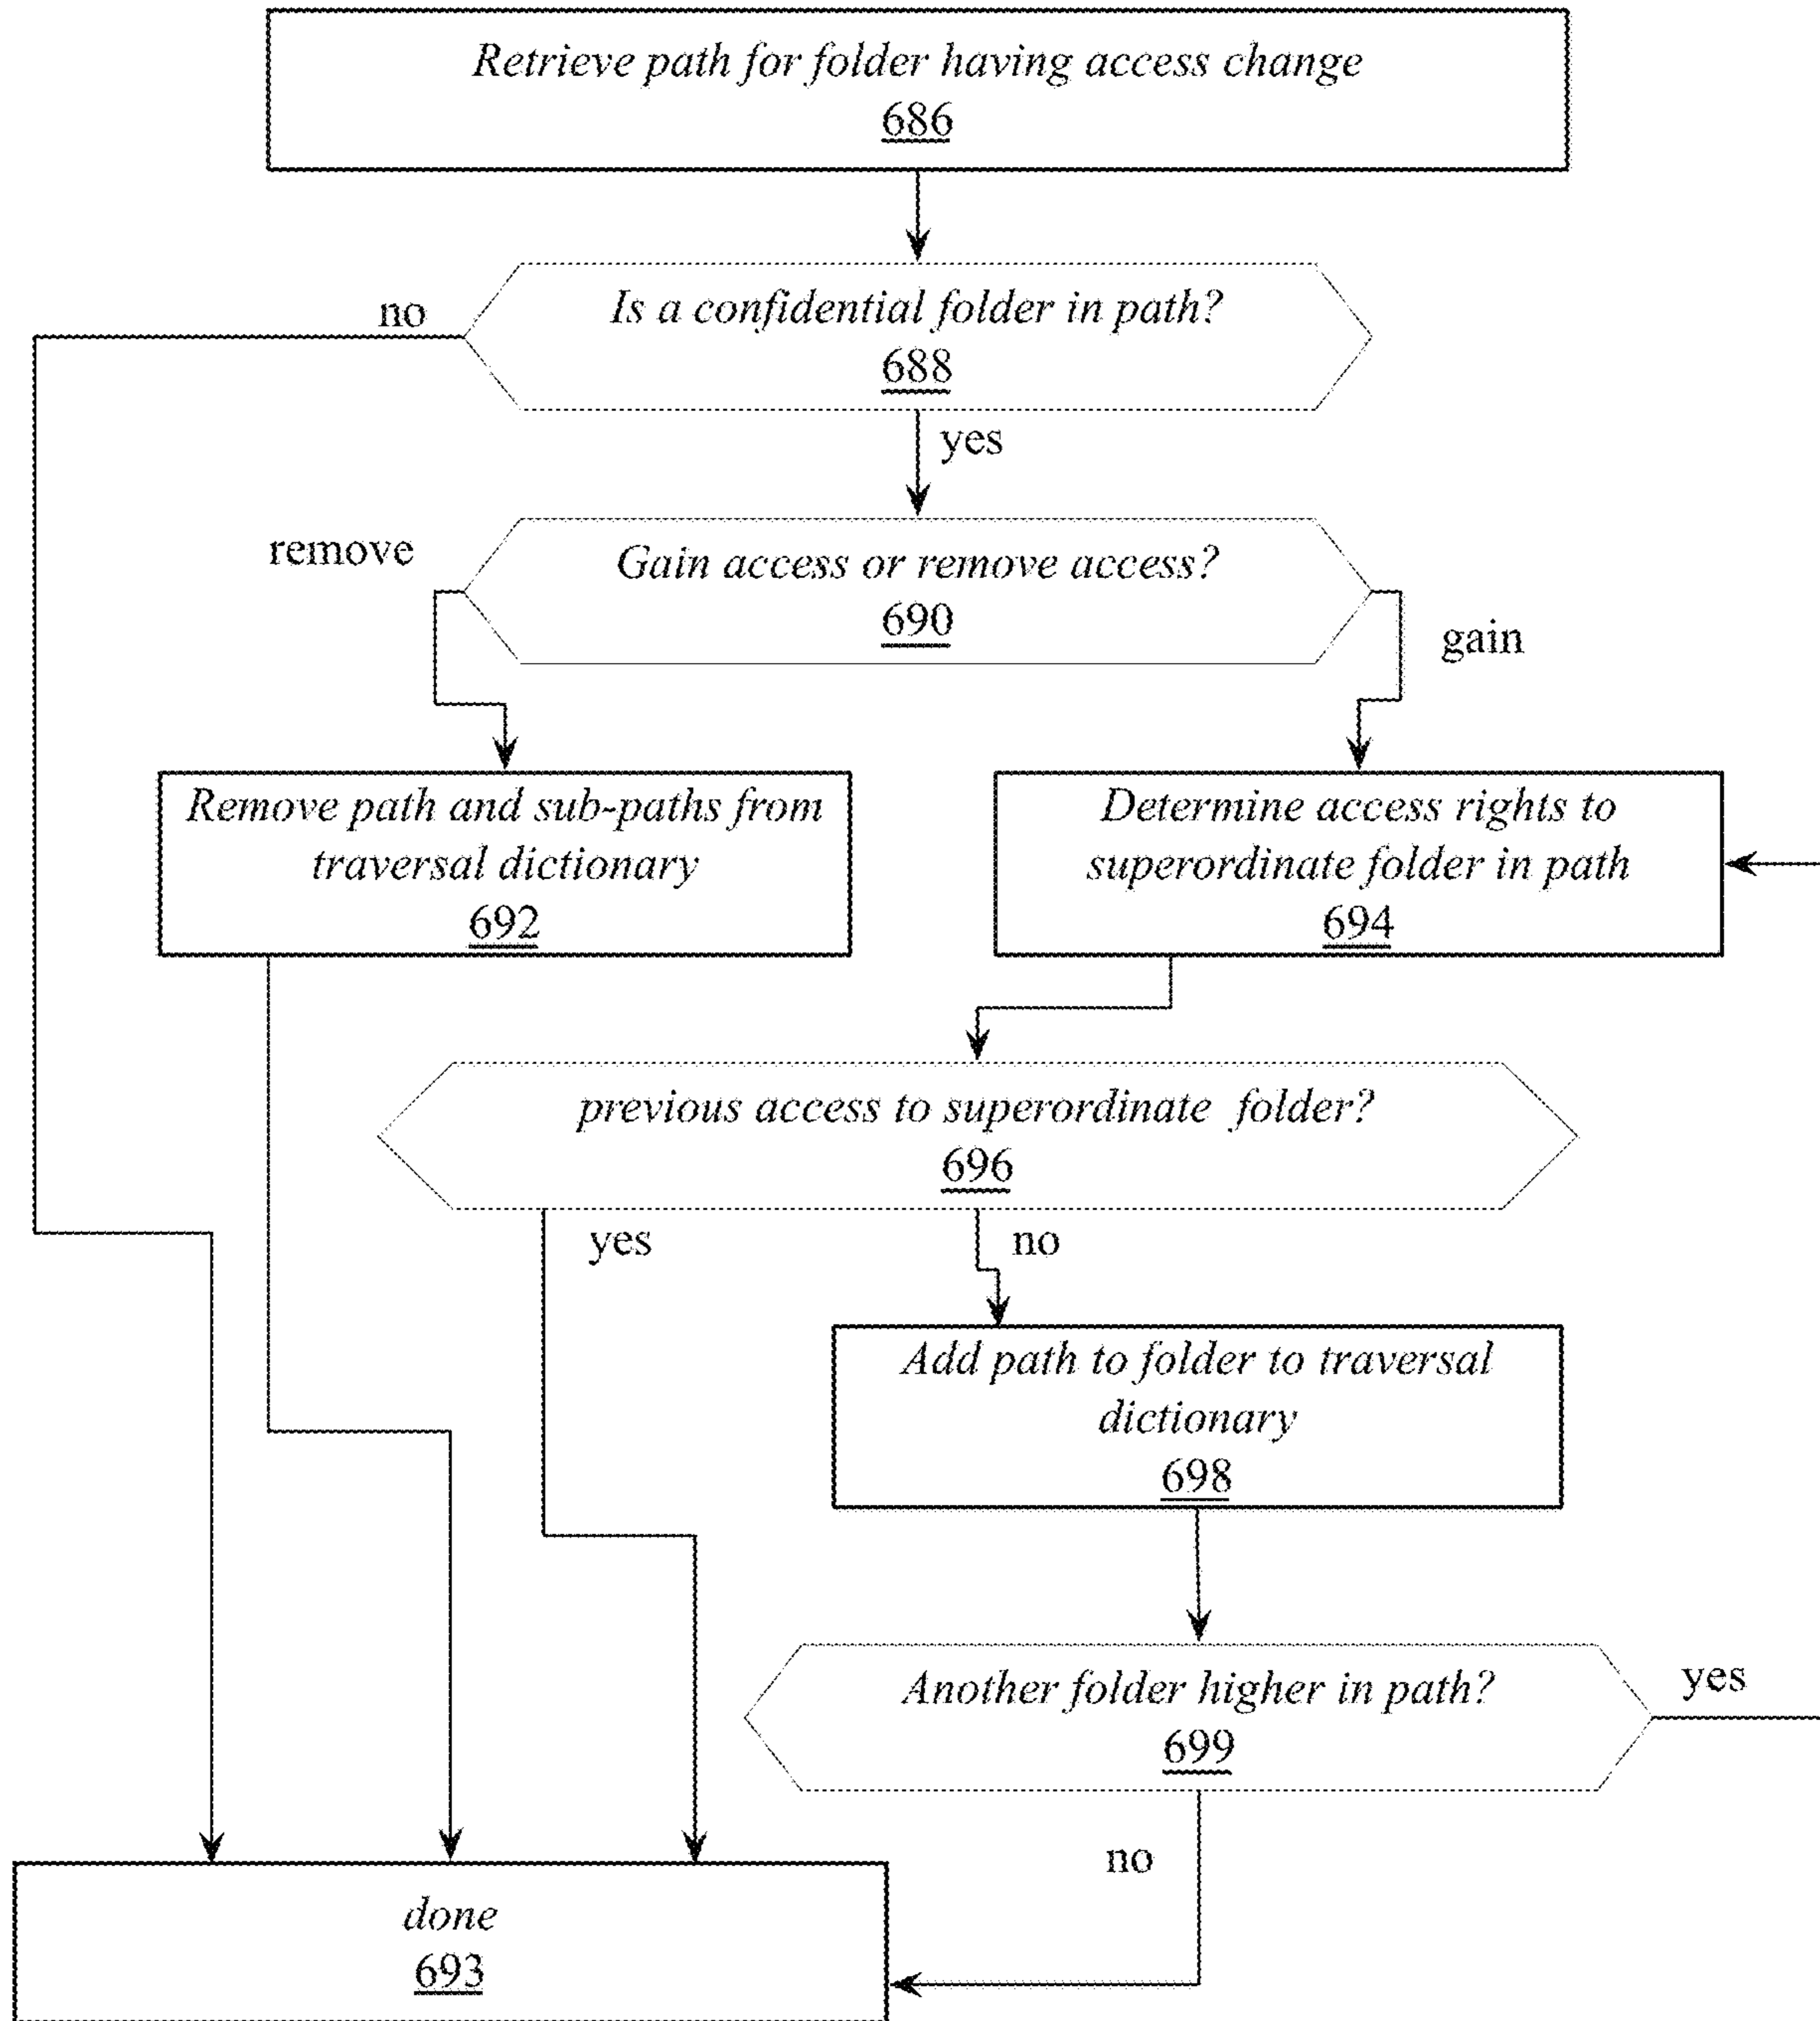 Retrieve path for folder having access change
686
no
Is a confidential folder in path?
688
yes
remove
Gain access or remove access?
690
gain
Remove path and sub-paths from
traversal dictionary
692
Determine access rights to
superordinate folder in path
694
previous access to superordinate folder?
696
yes
no
Add path to folder to traversal
dictionary
698
Another folder higher in path?
699
yes
no
done
693